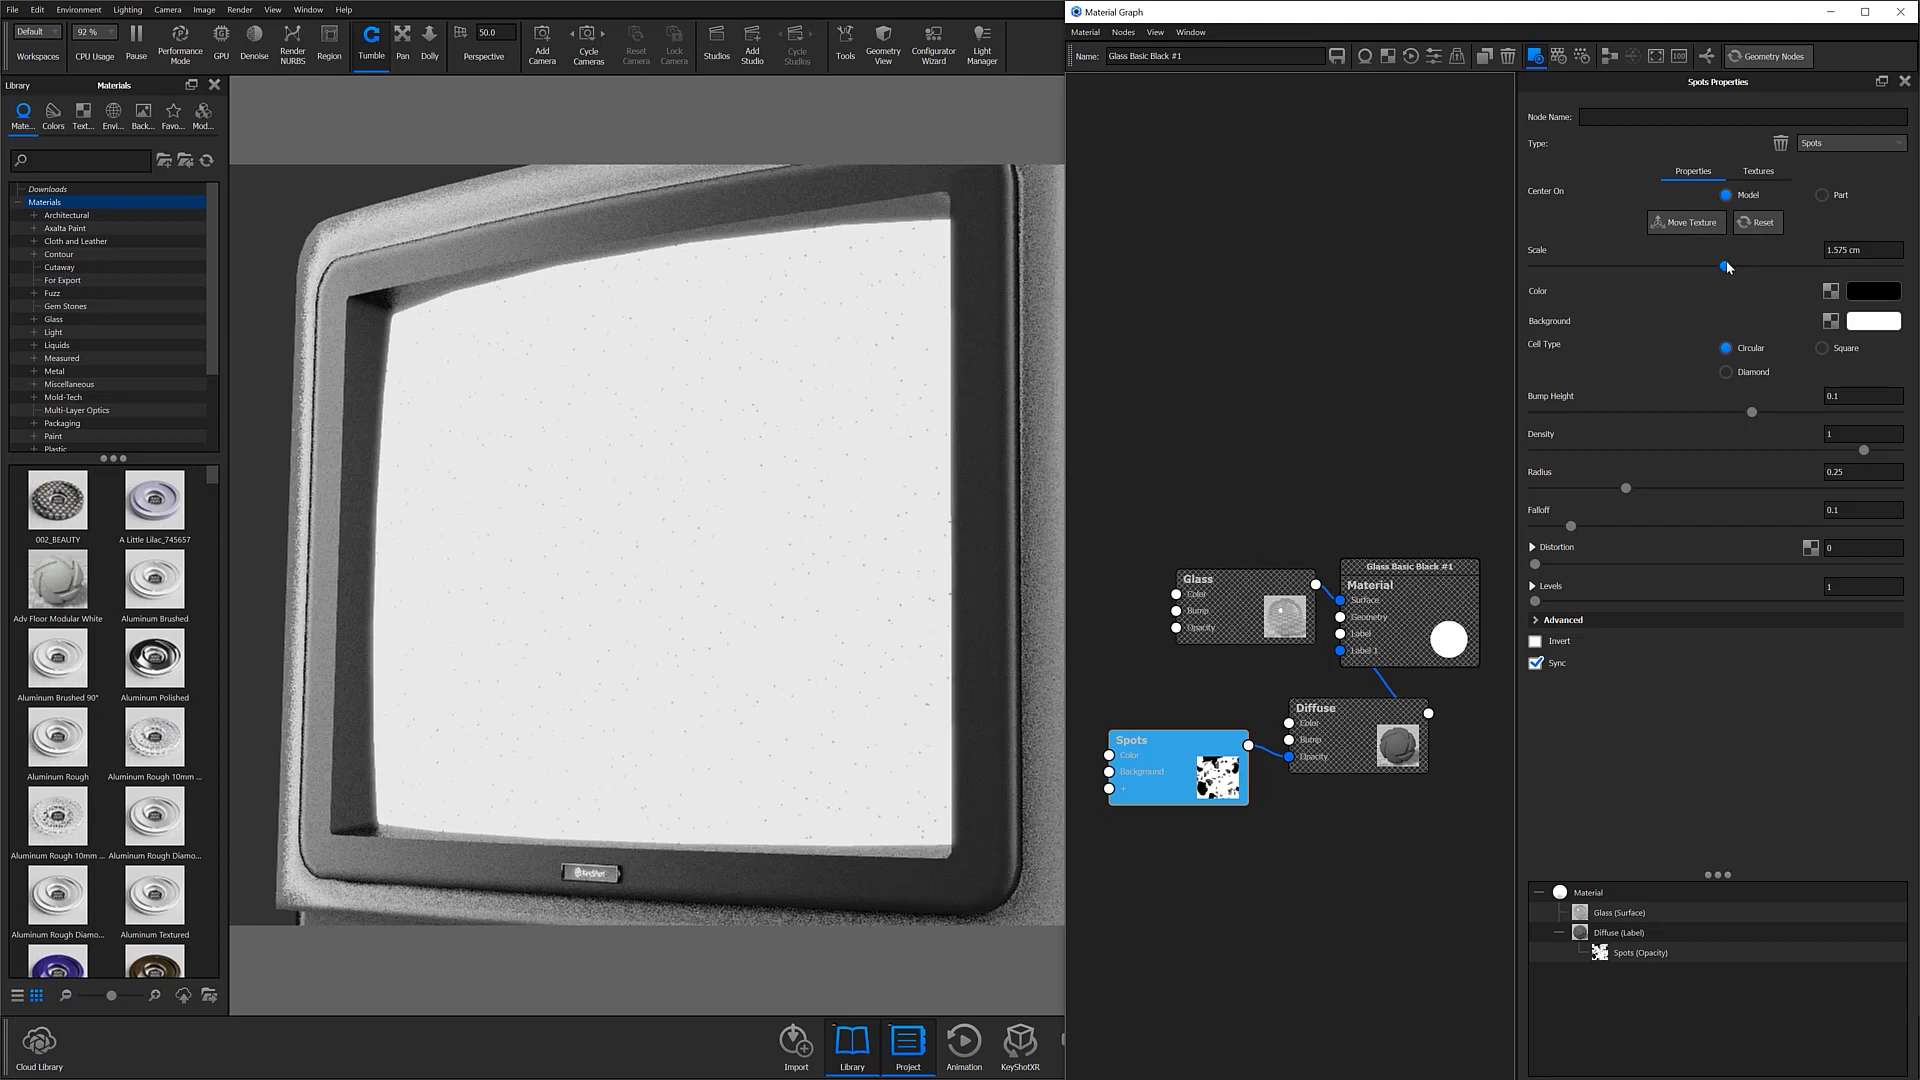 File Edit Environment Lighting Camera Image Render View Window Help
Default 92 % 50.0
Workspaces CPU Usage Pause Performance Mode GPU Denoise Render NURBS Region Tumble Pan Dolly Perspective Add Camera Cycle Cameras Reset Camera Lock Camera Studios Add Studio Cycle Studios Tools Geometry View Configurator Wizard Light Manager
Library Materials
Mate... Colors Text... Envi... Back... Favo... Mod...
Downloads
Materials
Architectural
Axalta Paint
Cloth and Leather
Contour
Cutaway
For Export
Fuzz
Gem Stones
Glass
Light
Liquids
Measured
Metal
Miscellaneous
Mold-Tech
Multi-Layer Optics
Packaging
Paint
Plastic
002_BEAUTY A Little Lilac_745657
Adv Floor Modular White Aluminum Brushed
Aluminum Brushed 90° Aluminum Polished
Aluminum Rough Aluminum Rough 10mm ...
Aluminum Rough 10mm ... Aluminum Rough Diamo...
Aluminum Rough Diamo... Aluminum Textured
KeyShot
Cloud Library Import Library Project Animation KeyShotXR
Material Graph
Material Nodes View Window
Name: Glass Basic Black #1 100 Geometry Nodes
Glass
Color
Bump
Opacity
Glass Basic Black #1
Material
Surface
Geometry
Label
Label 1
Diffuse
Color
Bump
Opacity
Spots
Color
Background
+
Spots Properties
Node Name:
Type: Spots
Properties Textures
Center On Model Part
Move Texture Reset
Scale 1.575 cm
Color
Background
Cell Type Circular Square
Diamond
Bump Height 0.1
Density 1
Radius 0.25
Falloff 0.1
Distortion 0
Levels 1
Advanced
Invert
Sync
Material
Glass (Surface)
Diffuse (Label)
Spots (Opacity)